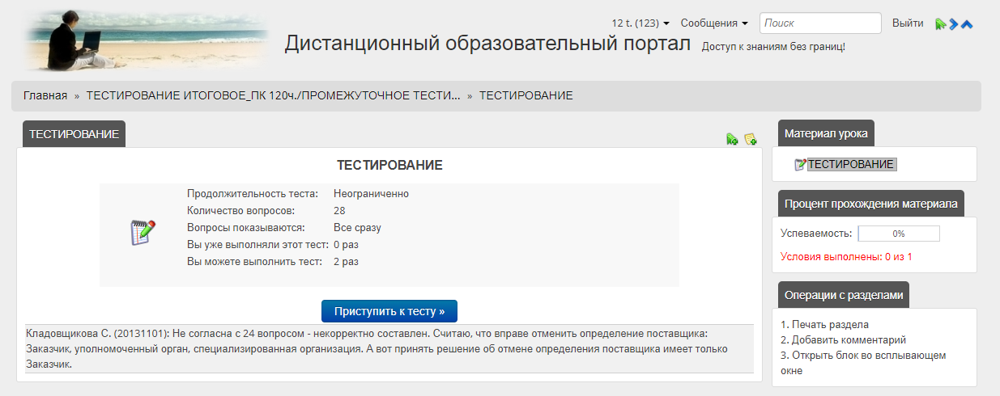 12 t. (123) Сообщения Поиск Выйти
Дистанционный образовательный портал Доступ к знаниям без границ!
Главная » ТЕСТИРОВАНИЕ ИТОГОВОЕ_ПК 120ч./ПРОМЕЖУТОЧНОЕ ТЕСТИ... » ТЕСТИРОВАНИЕ
ТЕСТИРОВАНИЕ
ТЕСТИРОВАНИЕ
Продолжительность теста: Неограниченно
Количество вопросов: 28
Вопросы показываются: Все сразу
Вы уже выполняли этот тест: 0 раз
Вы можете выполнить тест: 2 раз
Приступить к тесту »
Кладовщикова С. (20131101): Не согласна с 24 вопросом - некорректно составлен. Считаю, что вправе отменить определение поставщика:
Заказчик, уполномоченный орган, специализированная организация. А вот принять решение об отмене определения поставщика имеет только
Заказчик.
Материал урока
ТЕСТИРОВАНИЕ
Процент прохождения материала
Успеваемость: 0%
Условия выполнены: 0 из 1
Операции с разделами
1. Печать раздела
2. Добавить комментарий
3. Открыть блок во всплывающем
окне